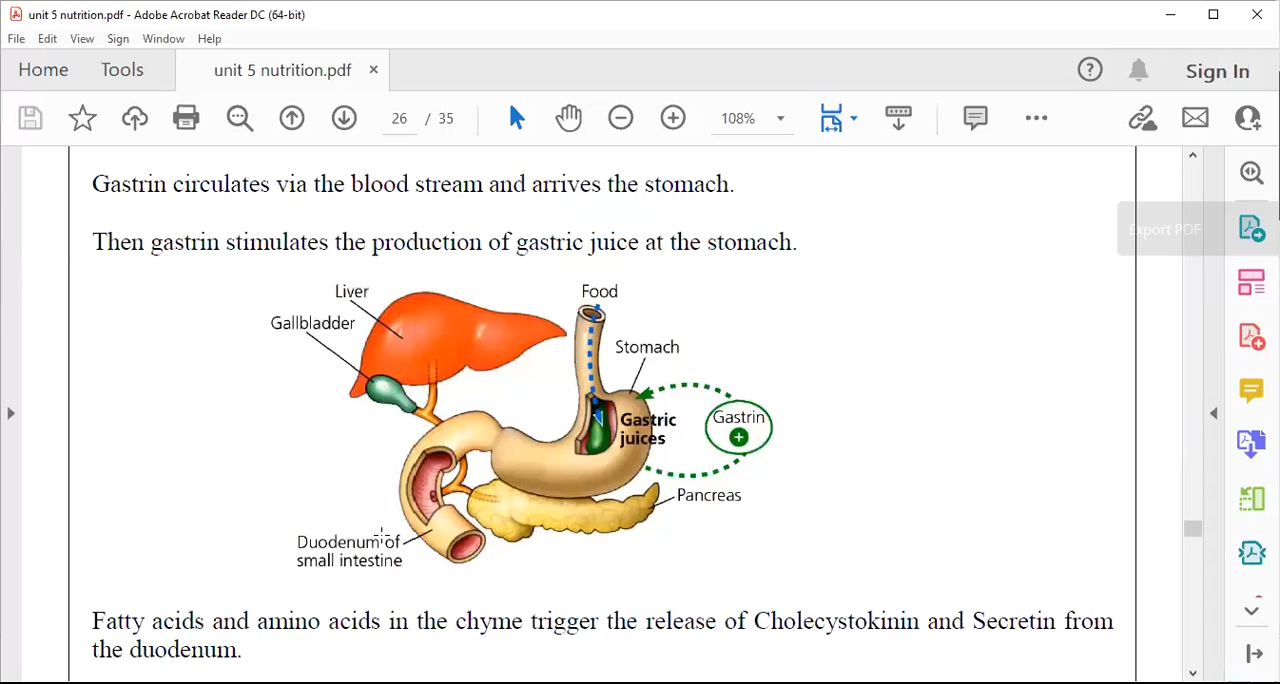 unit 5 nutrition.pdf - Adobe Acrobat Reader DC (64-bit)
File Edit View Sign Window Help
Home Tools unit 5 nutrition.pdf × Sign In
26 / 35 108%
Gastrin circulates via the blood stream and arrives the stomach.
Export PDF
Then gastrin stimulates the production of gastric juice at the stomach.
Liver
Food
Gallbladder
Stomach
Gastric
juices
Gastrin
+
Pancreas
Duodenum of
small intestine
Fatty acids and amino acids in the chyme trigger the release of Cholecystokinin and Secretin from
the duodenum.